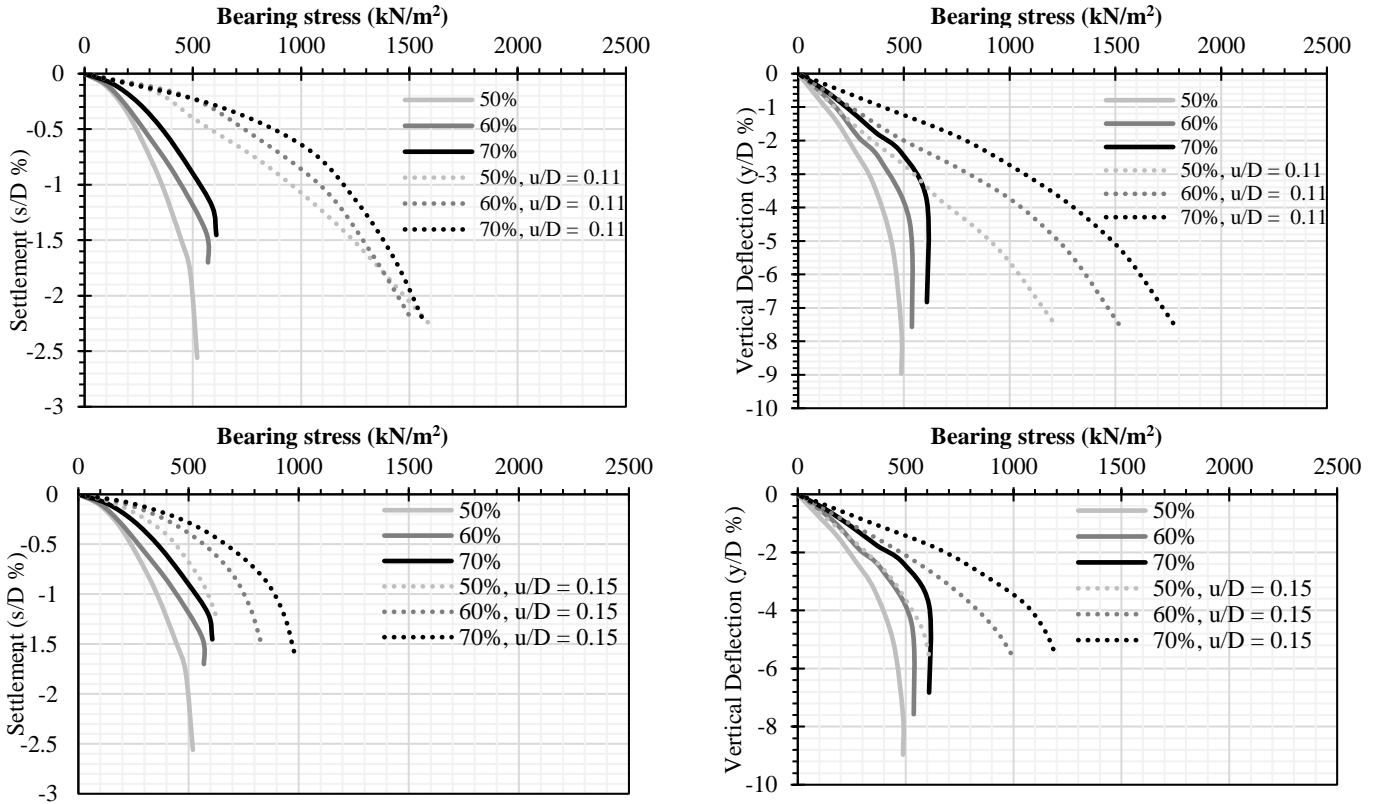 Bearing stress (kN/m²)
0 500 1000 1500 2000 2500
Settlement (s/D %)
0
-0.5
-1
-1.5
-2
-2.5
-3
50%
60%
70%
50%, u/D = 0.11
60%, u/D = 0.11
70%, u/D = 0.11
Bearing stress (kN/m²)
0 500 1000 1500 2000 2500
Vertical Deflection (y/D %)
0
-1
-2
-3
-4
-5
-6
-7
-8
-9
-10
50%
60%
70%
50%, u/D = 0.11
60%, u/D = 0.11
70%, u/D = 0.11
Bearing stress (kN/m²)
0 500 1000 1500 2000 2500
Settlement (s/D %)
0
-0.5
-1
-1.5
-2
-2.5
-3
50%
60%
70%
50%, u/D = 0.15
60%, u/D = 0.15
70%, u/D = 0.15
Bearing stress (kN/m²)
0 500 1000 1500 2000 2500
Vertical Deflection (y/D %)
0
-2
-4
-6
-8
-10
50%
60%
70%
50%, u/D = 0.15
60%, u/D = 0.15
70%, u/D = 0.15